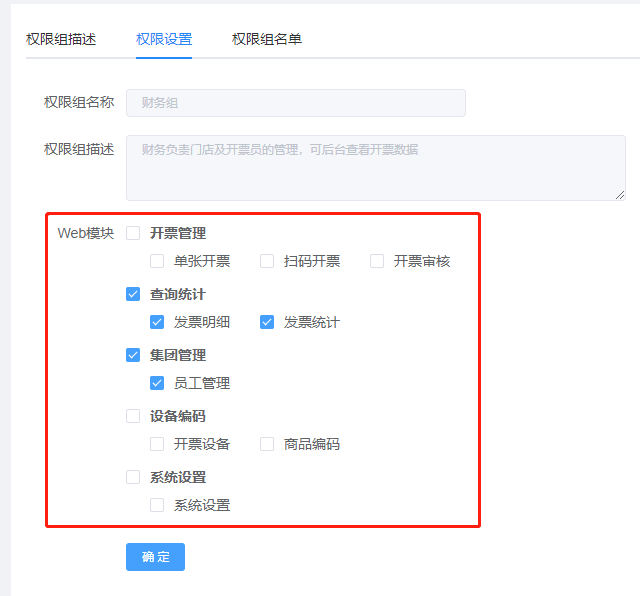 权限组描述 权限设置 权限组名单
权限组名称 财务组
权限组描述 财务负责门店及开票员的管理，可后台查看开票数据
Web模块 开票管理
单张开票 扫码开票 开票审核
查询统计
发票明细 发票统计
集团管理
员工管理
设备编码
开票设备 商品编码
系统设置
系统设置
确 定